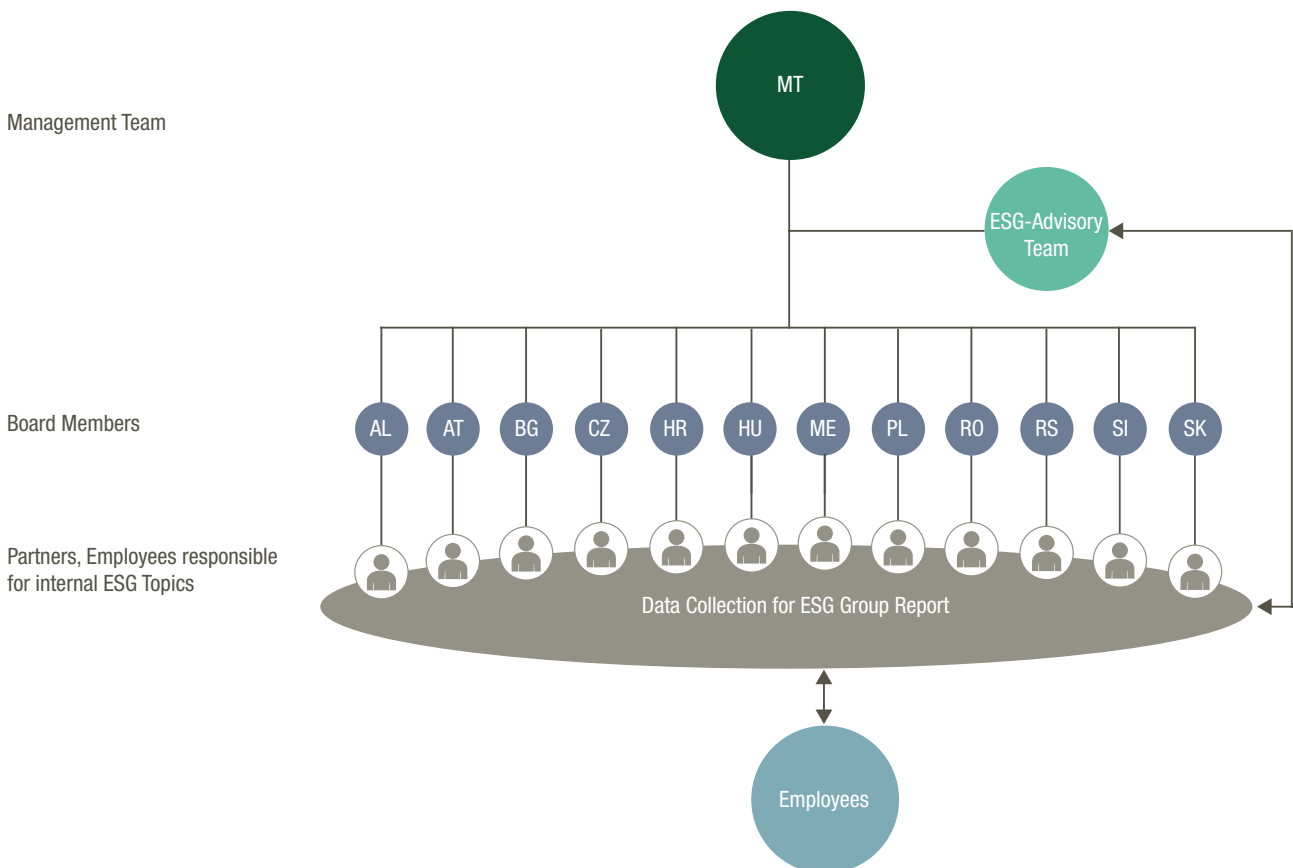 MT
Management Team
ESG-Advisory
Team
Board Members
AL AT BG CZ HR HU ME PL RO RS SI SK
Partners, Employees responsible
for internal ESG Topics
Data Collection for ESG Group Report
Employees